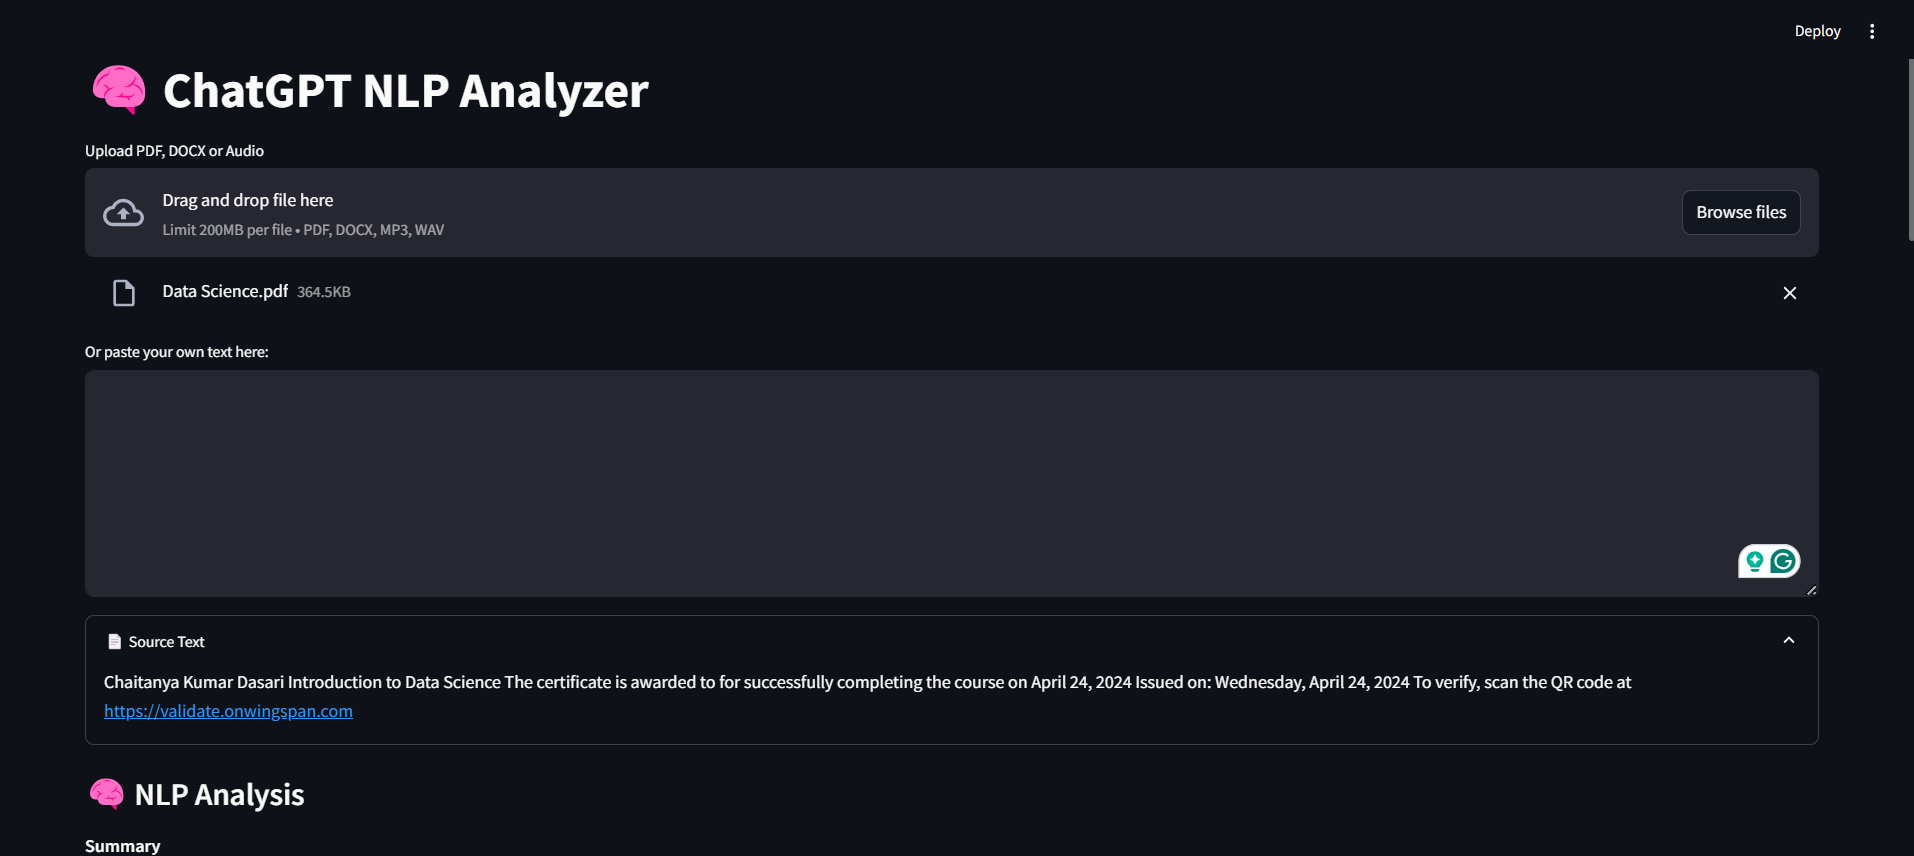 Deploy
ChatGPT NLP Analyzer
Upload PDF, DOCX or Audio
Drag and drop file here
Limit 200MB per file • PDF, DOCX, MP3, WAV
Browse files
Data Science.pdf 364.5KB
Or paste your own text here:
Source Text
Chaitanya Kumar Dasari Introduction to Data Science The certificate is awarded to for successfully completing the course on April 24, 2024 Issued on: Wednesday, April 24, 2024 To verify, scan the QR code at
https://validate.onwingspan.com
NLP Analysis
Summary